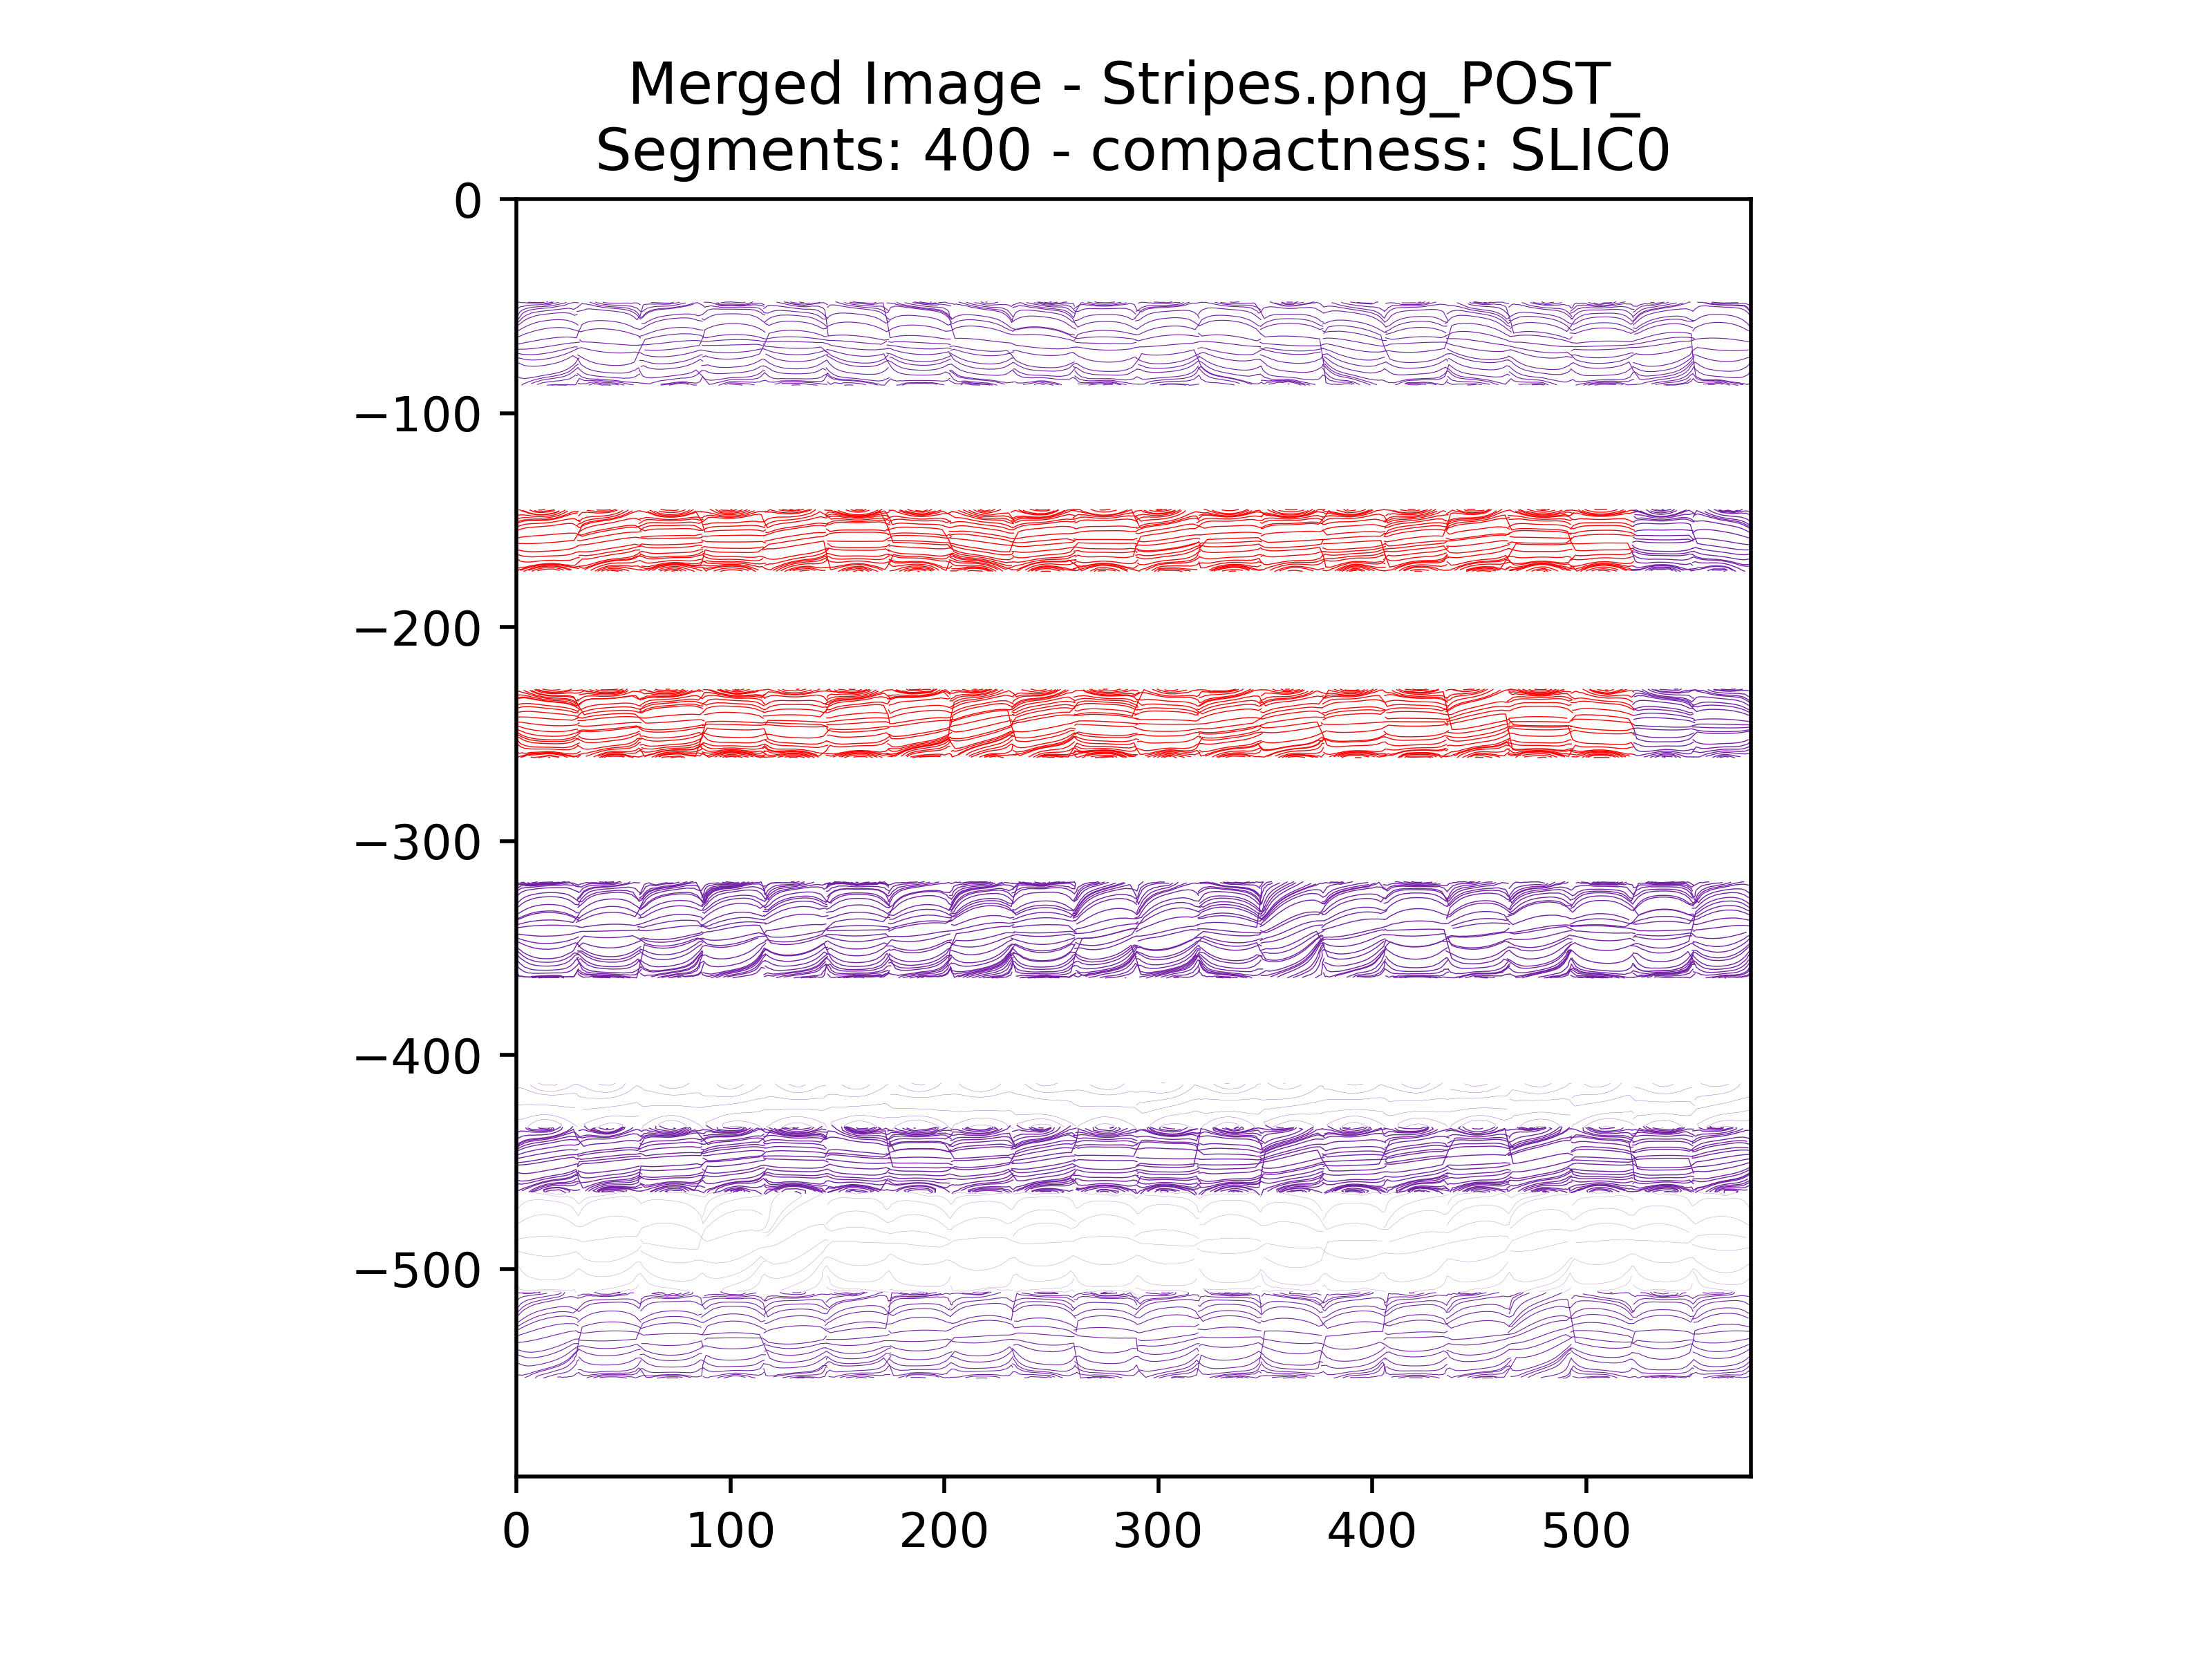 Merged Image - Stripes.png_POST_
Segments: 400 - compactness: SLIC0
0
−100
−200
−300
−400
−500
0 100 200 300 400 500